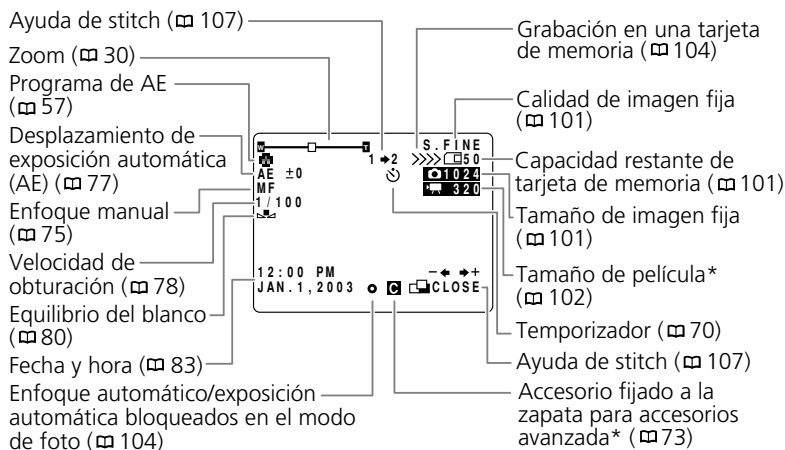 Ayuda de stitch (📖 107)
Zoom (📖 30)
Programa de AE
(📖 57)
Desplazamiento de
exposición automática
(AE) (📖 77)
Enfoque manual
(📖 75)
Velocidad de
obturación (📖 78)
Equilibrio del blanco
(📖 80)
Fecha y hora (📖 83)
Enfoque automático/exposición
automática bloqueados en el modo
de foto (📖 104)
W T
S.FINE
1 ➜ 2 >>>> 50
AE ±0
1024
MF
320
1/100
12:00 PM
– ← → +
JAN.1,2003
C
CLOSE
Grabación en una tarjeta
de memoria (📖 104)
Calidad de imagen fija
(📖 101)
Capacidad restante de
tarjeta de memoria (📖 101)
Tamaño de imagen fija
(📖 101)
Tamaño de película*
(📖 102)
Temporizador (📖 70)
Ayuda de stitch (📖 107)
Accesorio fijado a la
zapata para accesorios
avanzada* (📖 73)